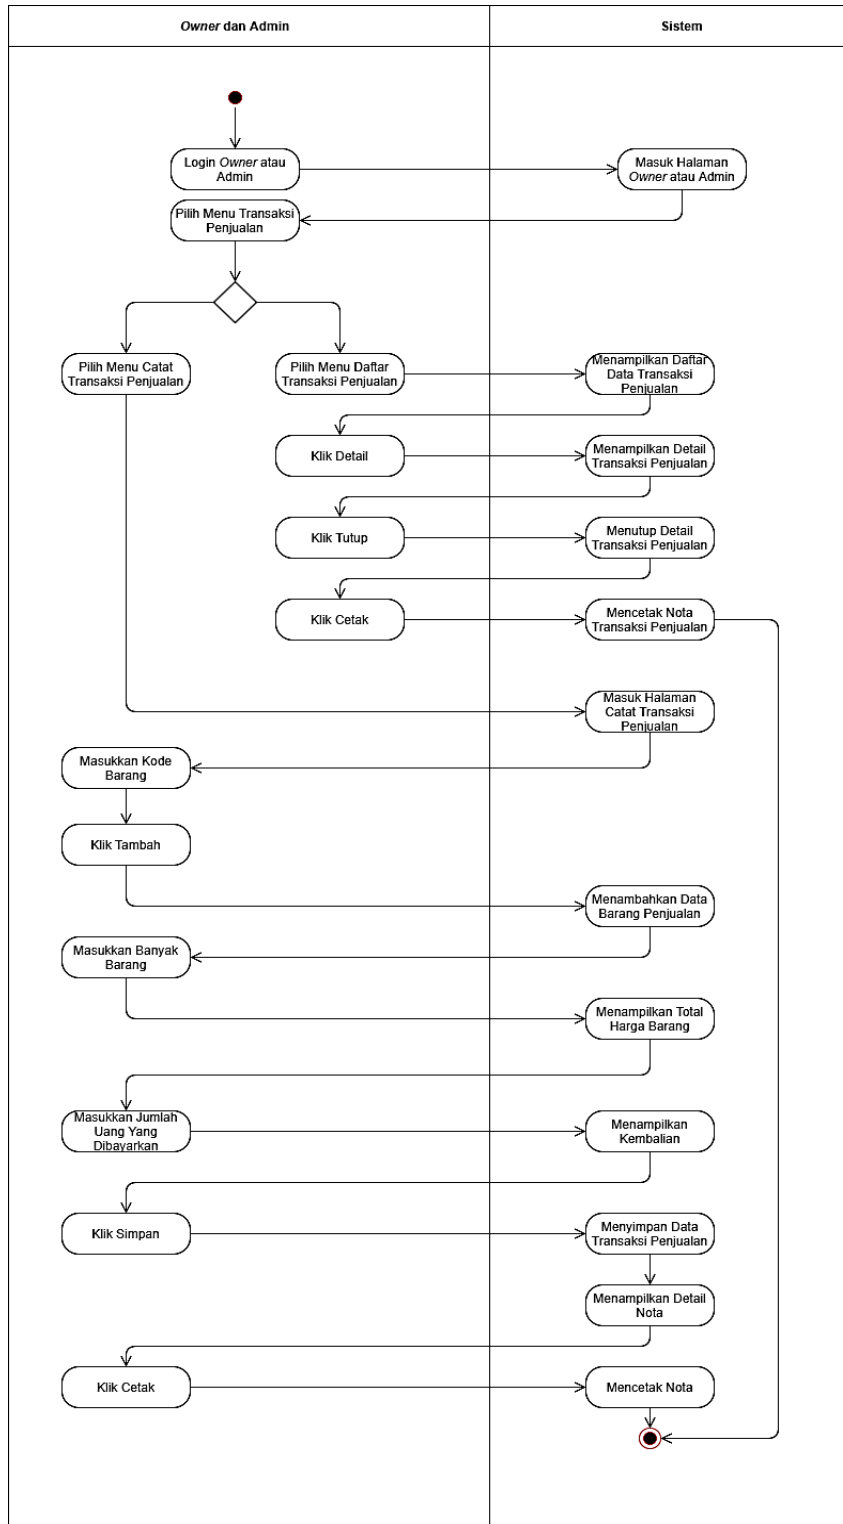 Owner dan Admin
Sistem
Login Owner atau
Admin
Masuk Halaman
Owner atau Admin
Pilih Menu Transaksi
Penjualan
Pilih Menu Catat
Transaksi Penjualan
Pilih Menu Daftar
Transaksi Penjualan
Menampilkan Daftar
Data Transaksi
Penjualan
Klik Detail
Menampilkan Detail
Transaksi Penjualan
Klik Tutup
Menutup Detail
Transaksi Penjualan
Klik Cetak
Mencetak Nota
Transaksi Penjualan
Masuk Halaman
Catat Transaksi
Penjualan
Masukkan Kode
Barang
Klik Tambah
Menambahkan Data
Barang Penjualan
Masukkan Banyak
Barang
Menampilkan Total
Harga Barang
Masukkan Jumlah
Uang Yang
Dibayarkan
Menampilkan
Kembalian
Klik Simpan
Menyimpan Data
Transaksi Penjualan
Menampilkan Detail
Nota
Klik Cetak
Mencetak Nota